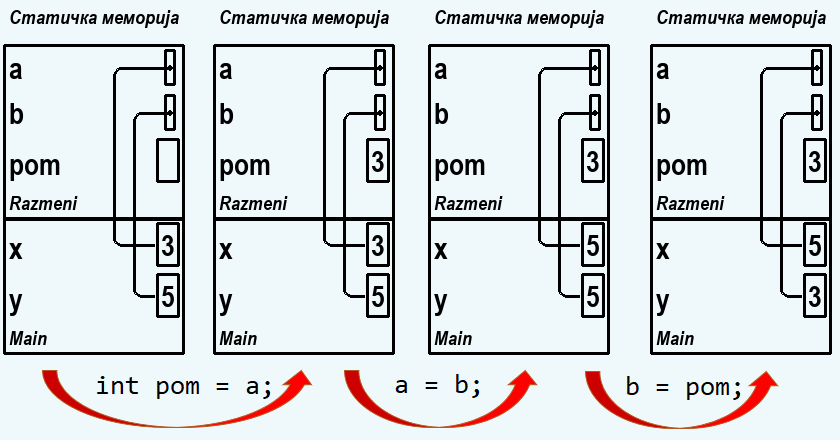 Статичка меморија
a
b
pom
Razmeni
x 3
y 5
Main
Статичка меморија
a
b
pom 3
Razmeni
x 3
y 5
Main
Статичка меморија
a
b
pom 3
Razmeni
x 5
y 5
Main
Статичка меморија
a
b
pom 3
Razmeni
x 5
y 3
Main
int pom = a;
a = b;
b = pom;